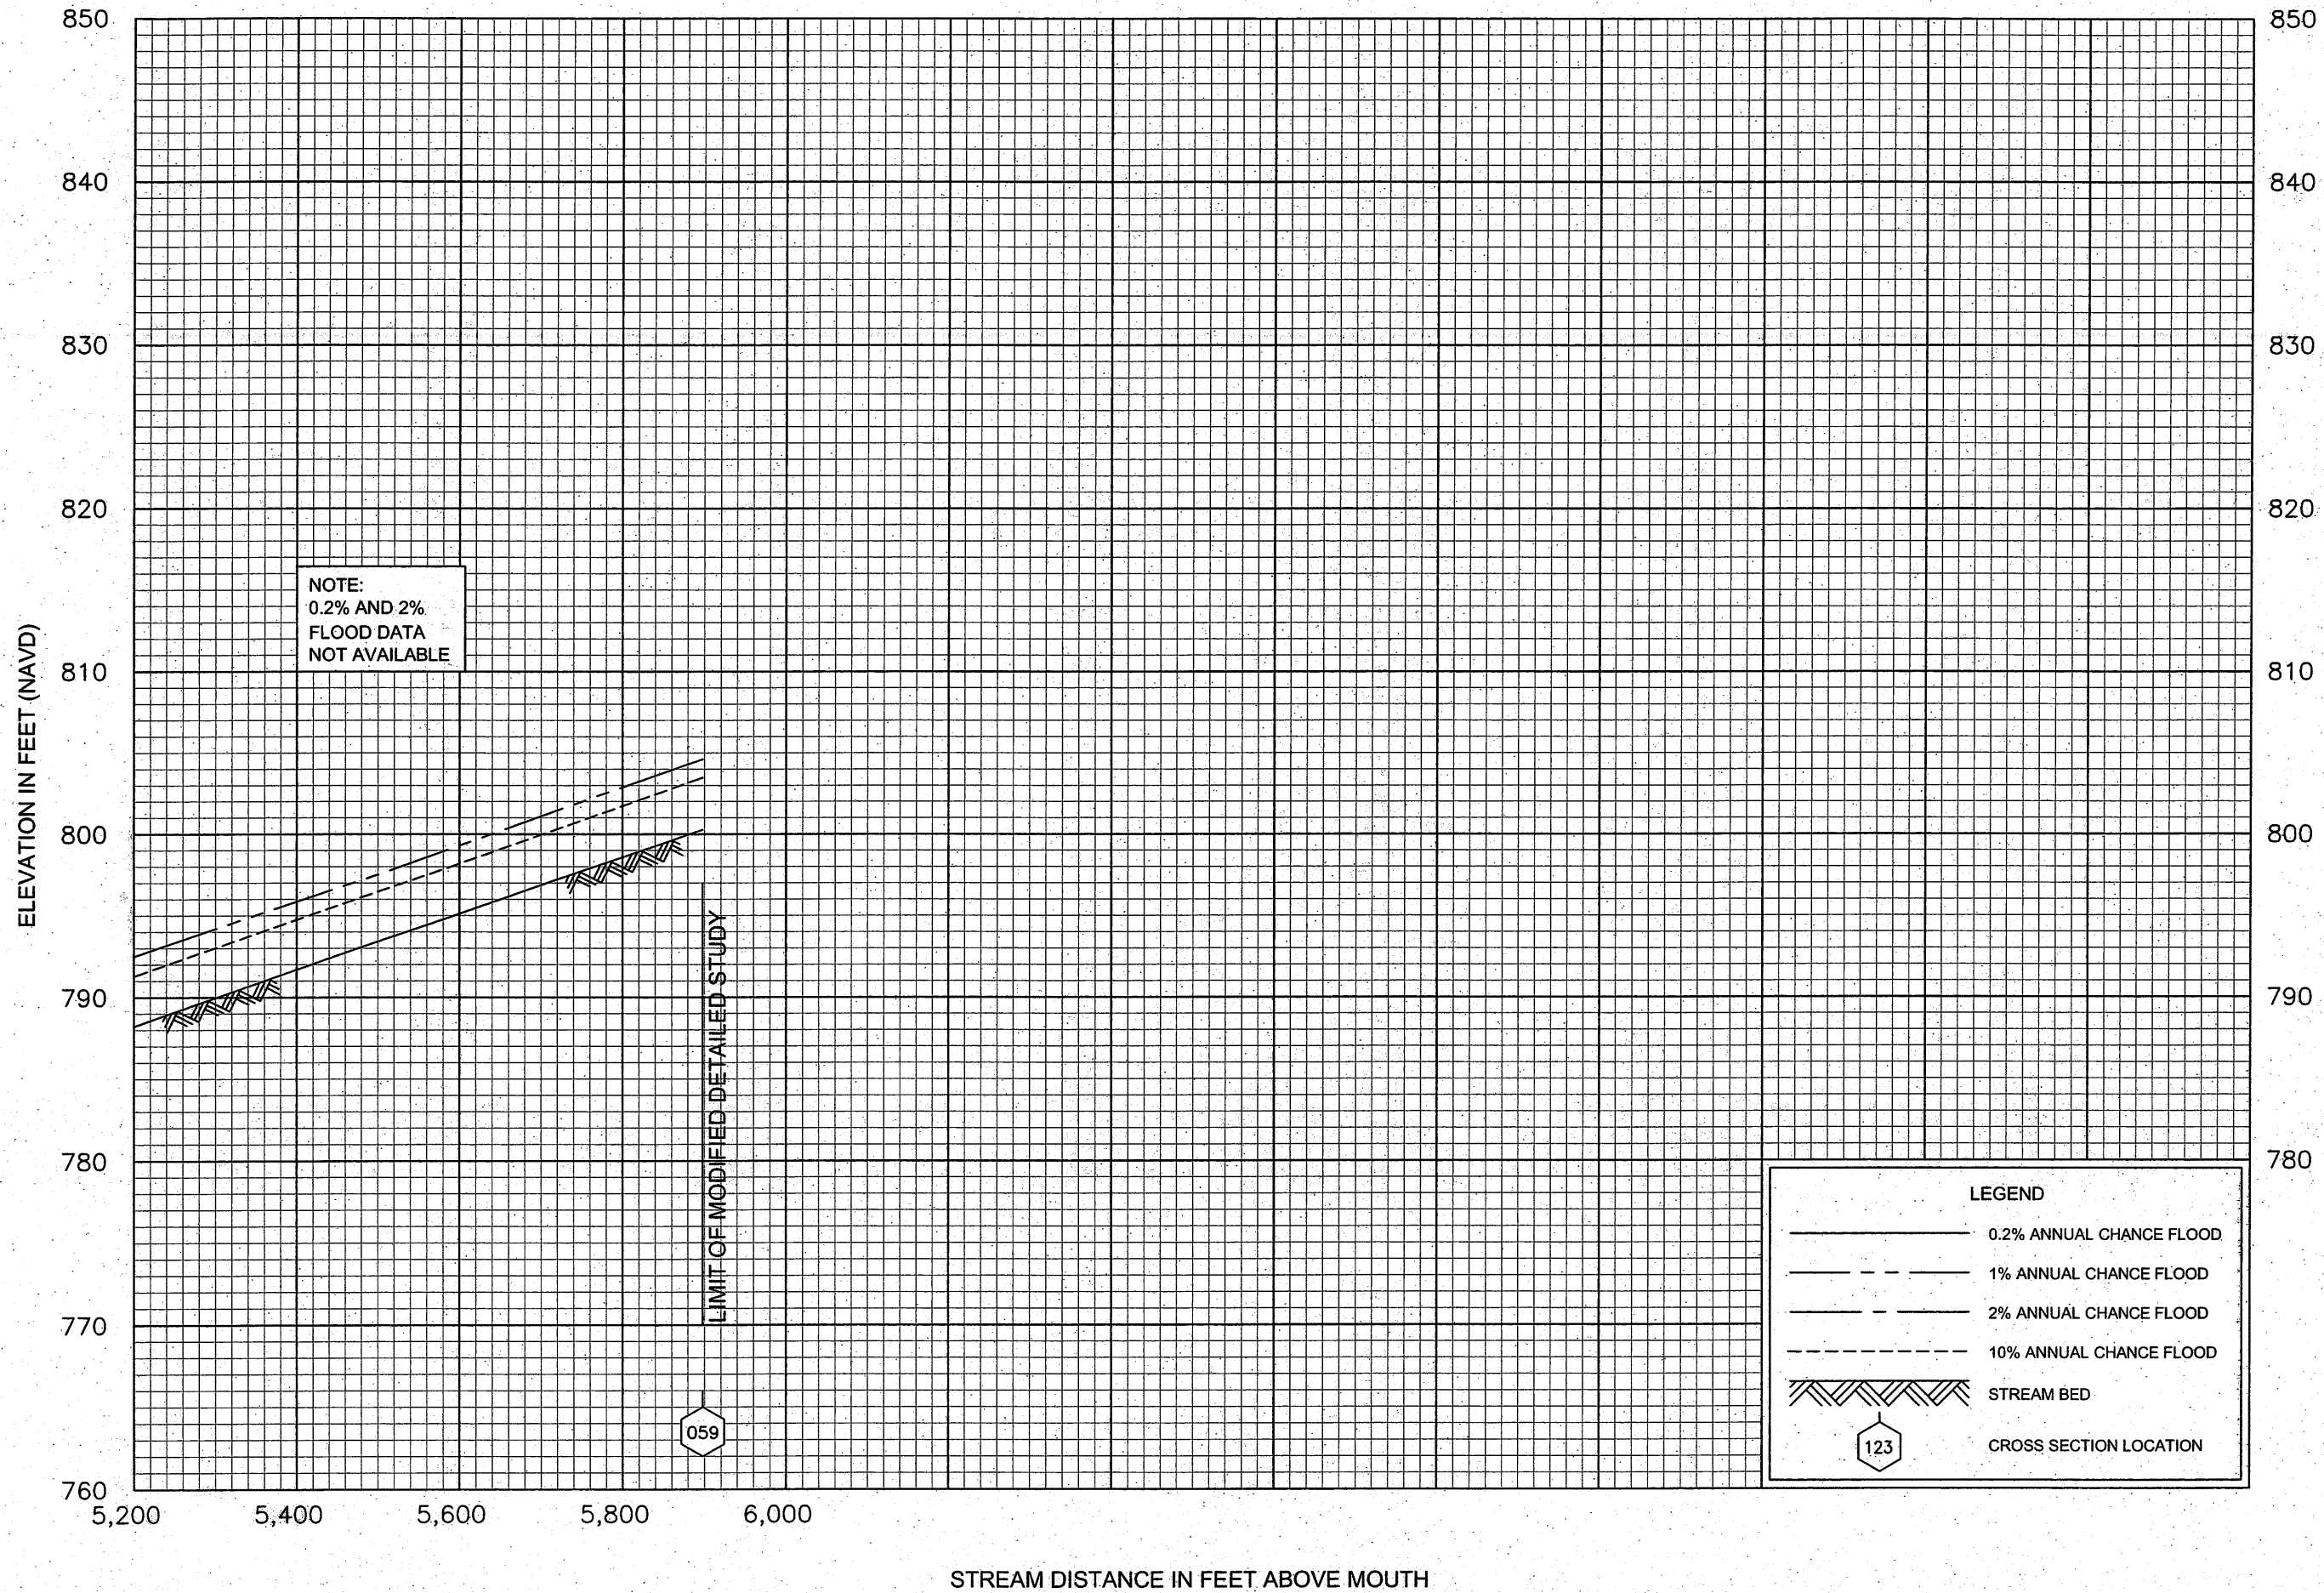 850
840
830
820
810
800
790
780
770
760
ELEVATION IN FEET (NAVD)
850
840
830
820
810
800
790
780
NOTE:
0.2% AND 2%
FLOOD DATA
NOT AVAILABLE
LIMIT OF MODIFIED DETAILED STUDY
059
LEGEND
0.2% ANNUAL CHANCE FLOOD
1% ANNUAL CHANCE FLOOD
2% ANNUAL CHANCE FLOOD
10% ANNUAL CHANCE FLOOD
STREAM BED
123 CROSS SECTION LOCATION
5,200 5,400 5,600 5,800 6,000
STREAM DISTANCE IN FEET ABOVE MOUTH